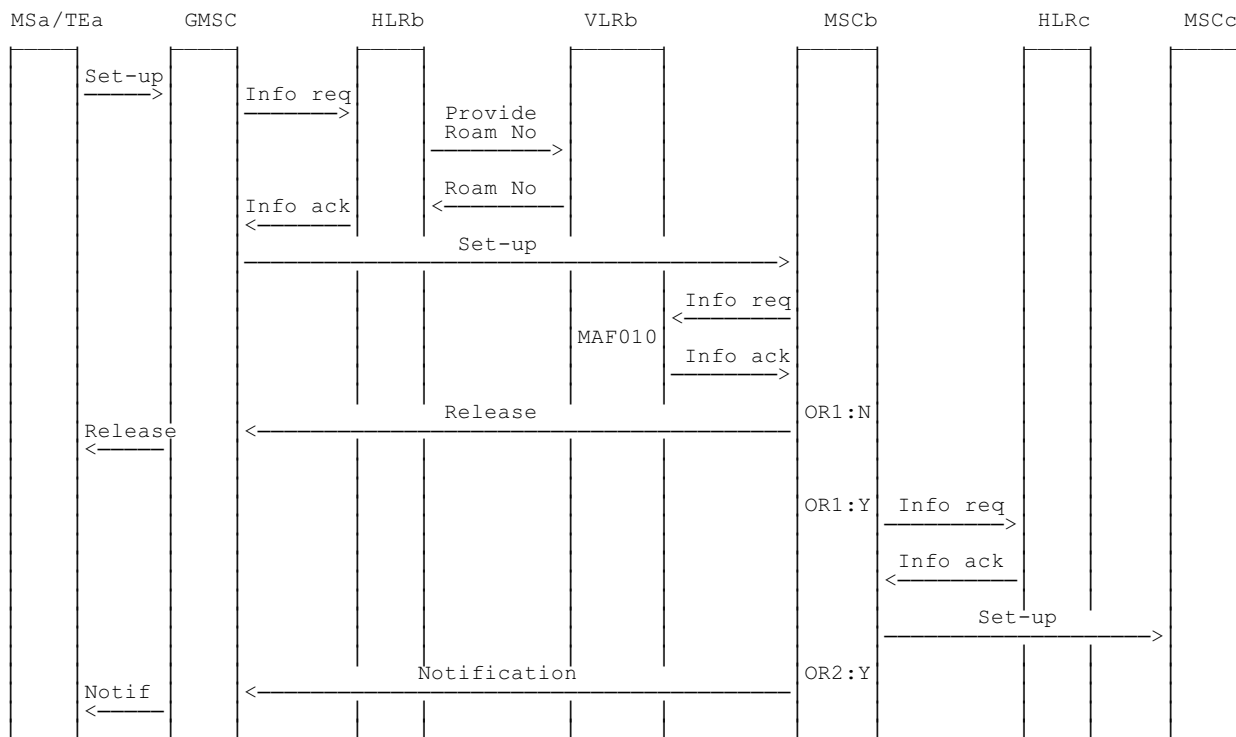 MSa/TEa GMSC HLRb VLRb MSCb HLRc MSCc
Set-up
Info req
Provide
Roam No
Roam No
Info ack
Set-up
Info req
MAF010
Info ack
Release OR1:N
Release
OR1:Y Info req
Info ack
Set-up
Notification OR2:Y
Notif